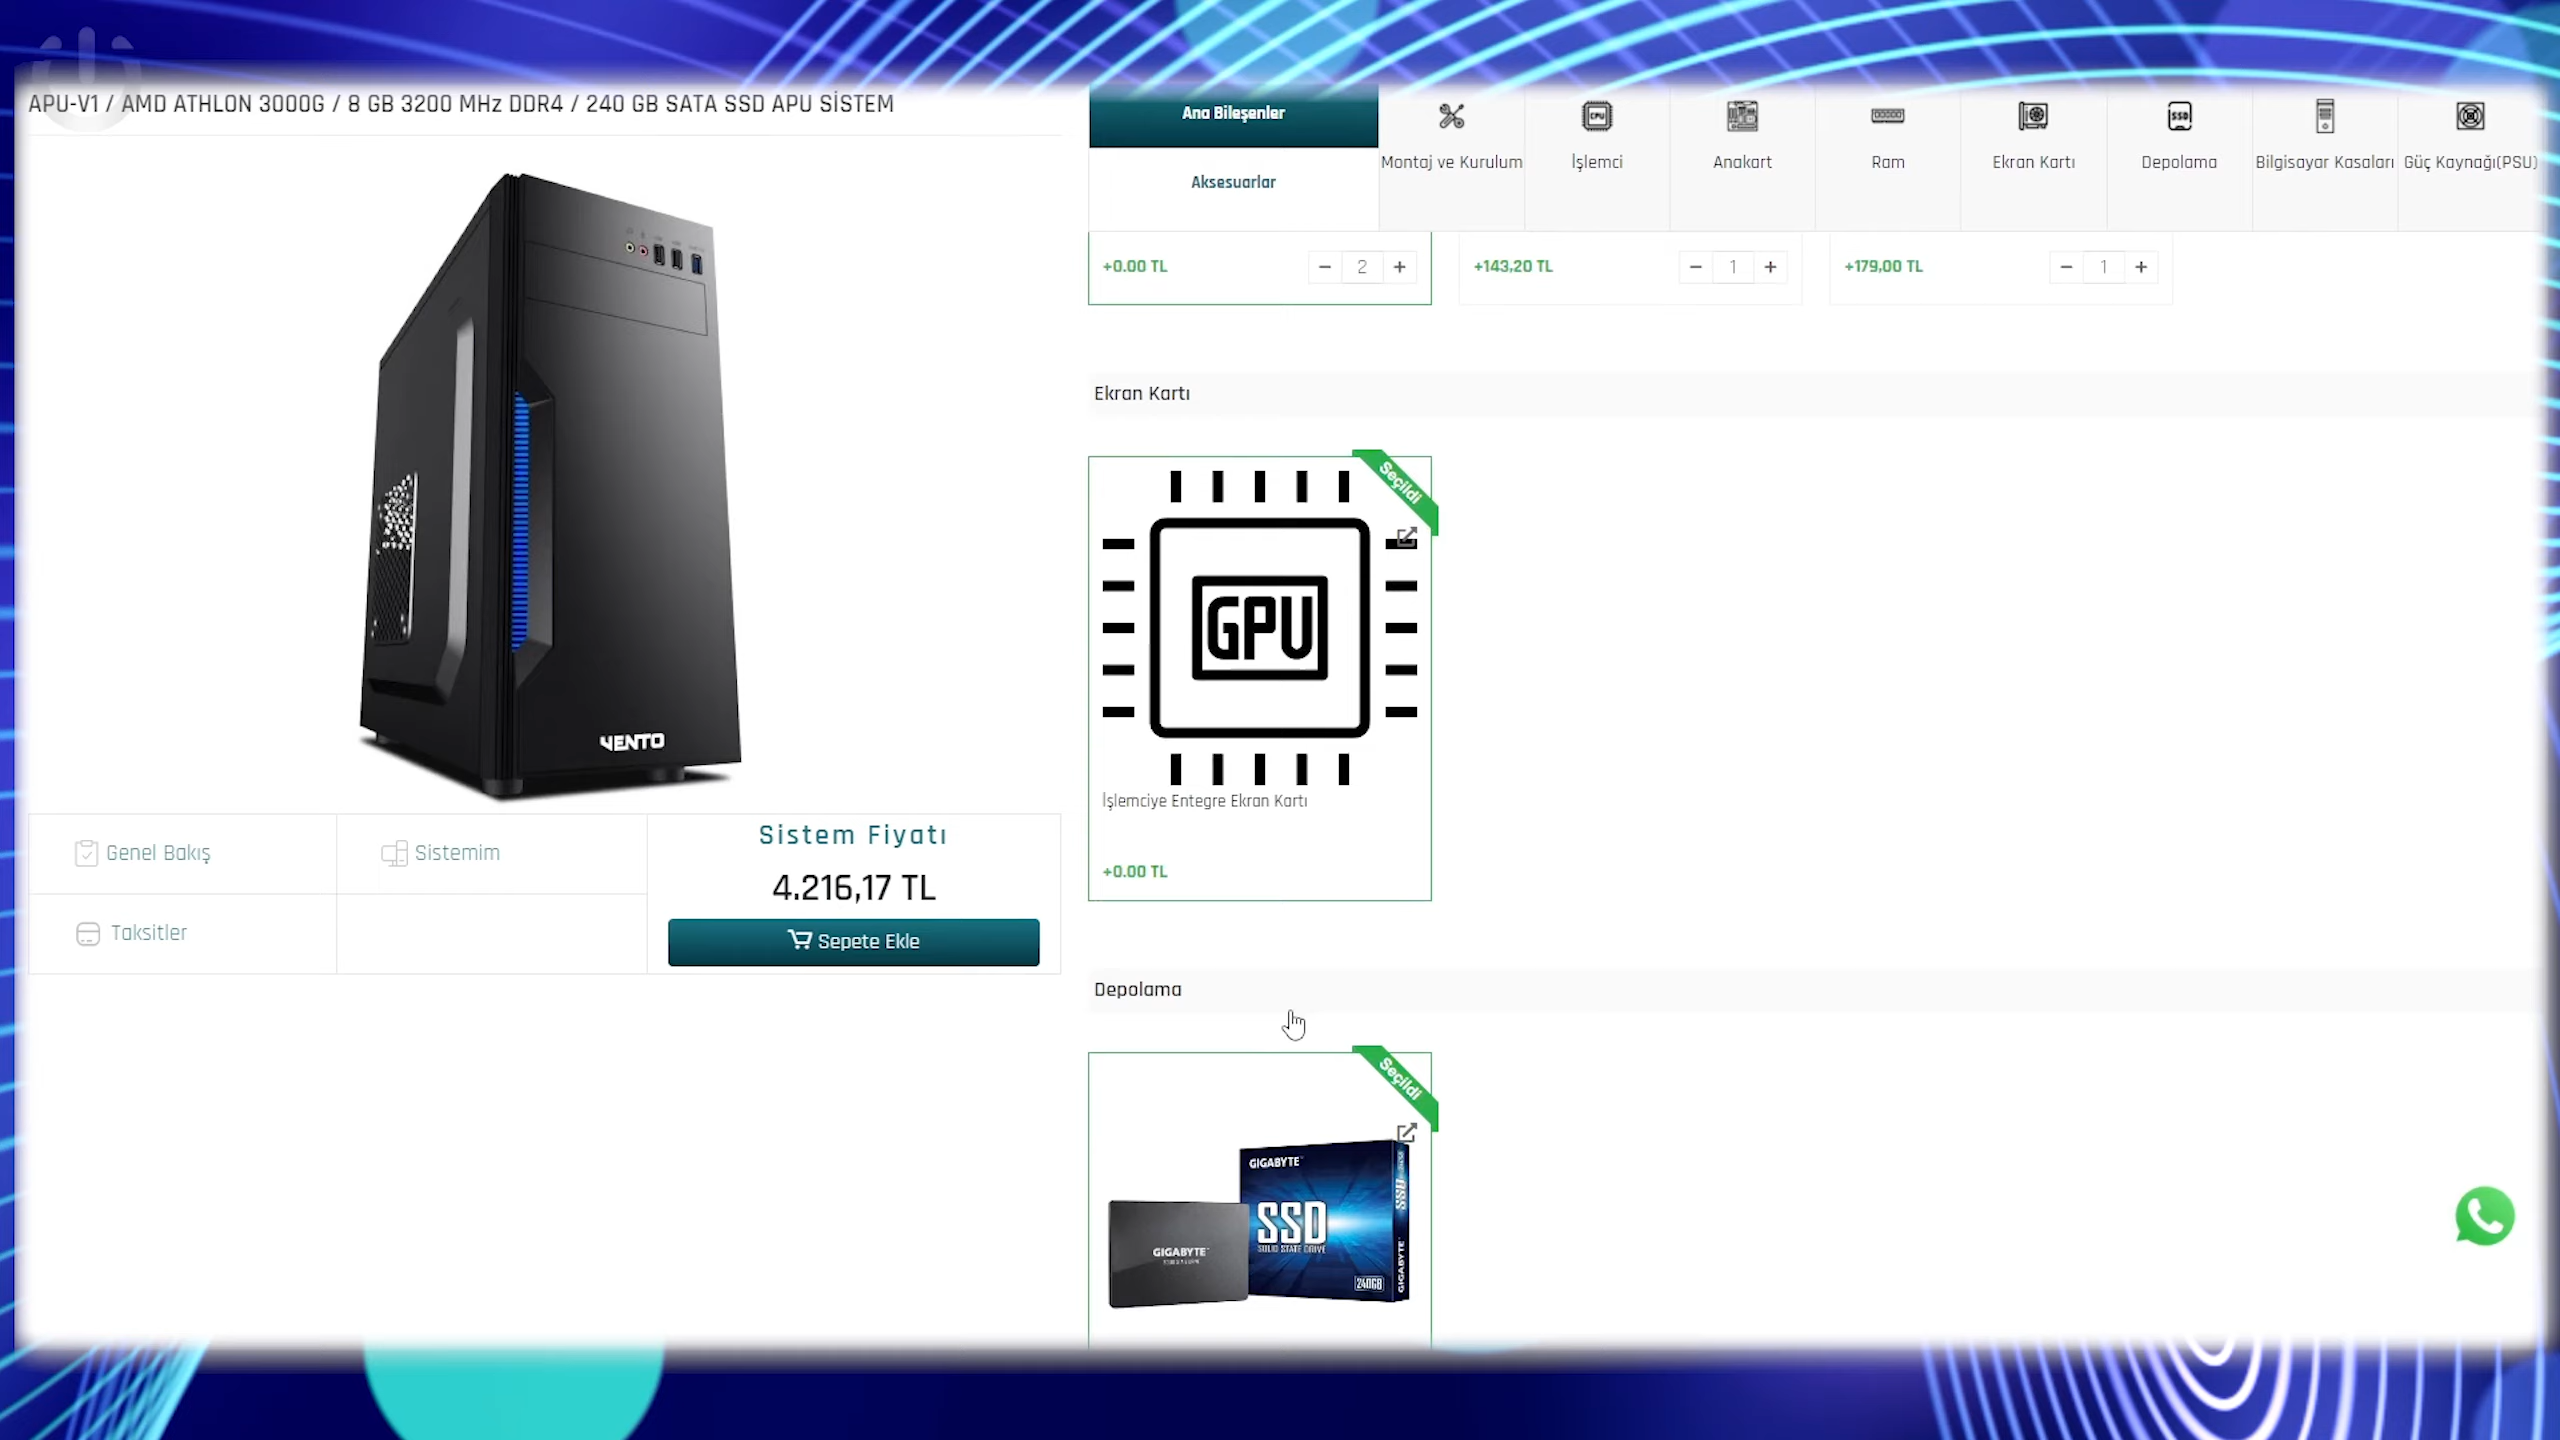 APU-V1 / AMD ATHLON 3000G / 8 GB 3200 MHz DDR4 / 240 GB SATA SSD APU SİSTEM
VENTO
Genel Bakış
Sistemim
Taksitler
Sistem Fiyatı
4.216,17 TL
Sepete Ekle
Ana Bileşenler
Aksesuarlar
Montaj ve Kurulum
CPU
İşlemci
Anakart
Ram
Ekran Kartı
SSD
Depolama
Bilgisayar Kasaları
Güç Kaynağı(PSU)
+0.00 TL
− 2 +
+143,20 TL
− 1 +
+179,00 TL
− 1 +
Ekran Kartı
Seçildi
GPU
İşlemciye Entegre Ekran Kartı
+0.00 TL
Depolama
Seçildi
GIGABYTE
GIGABYTE™
SSD
SOLID STATE DRIVE
240GB
SSD
GIGABYTE